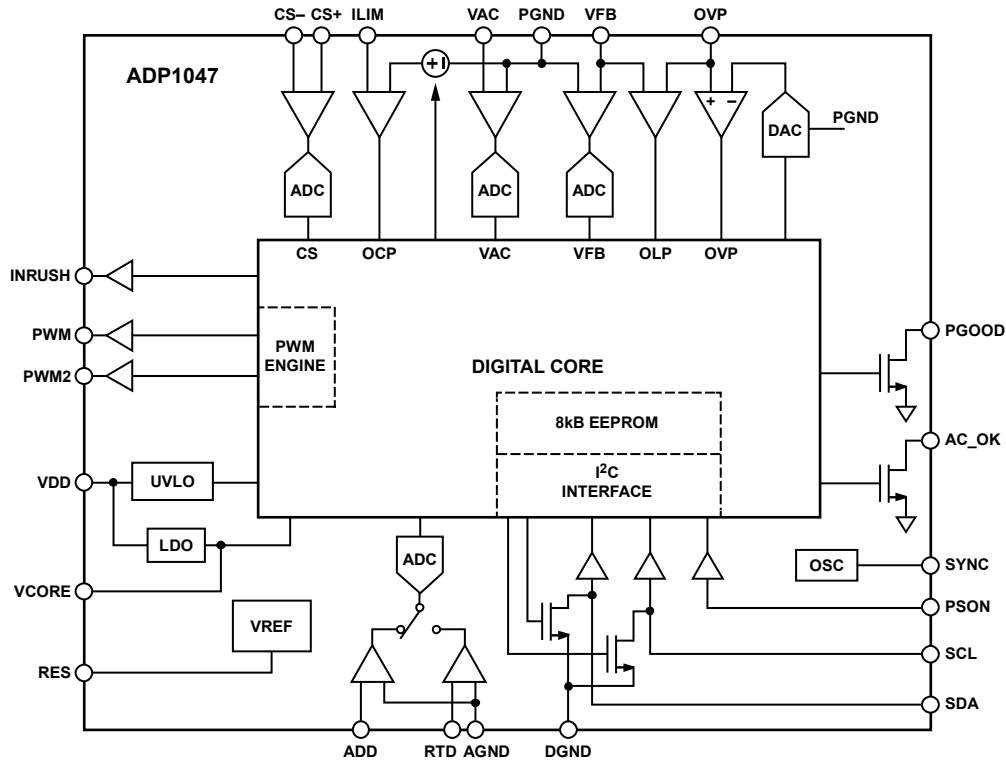 CS– CS+ ILIM VAC PGND VFB OVP
ADP1047
+ –
DAC
PGND
ADC ADC ADC
CS OCP VAC VFB OLP OVP
INRUSH
PWM
PWM2
PWM
ENGINE
DIGITAL CORE
8kB EEPROM
I²C
INTERFACE
PGOOD
AC_OK
VDD
UVLO
LDO
VCORE
ADC
VREF
RES
OSC
SYNC
PSON
SCL
SDA
ADD RTD AGND DGND